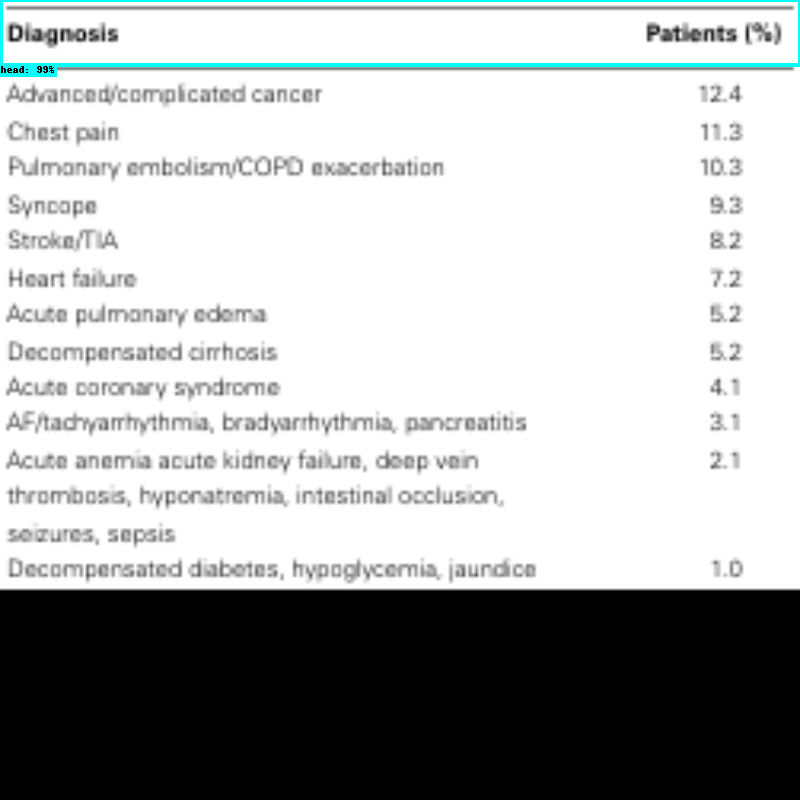 Diagnosis Patients (%)
head: 99%
Advanced/complicated cancer 12.4
Chest pain 11.3
Pulmonary embolism/COPD exacerbation 10.3
Syncope 9.3
Stroke/TIA 8.2
Heart failure 7.2
Acute pulmonary edema 5.2
Decompensated cirrhosis 5.2
Acute coronary syndrome 4.1
AF/tachyarrhythmia, bradyarrhythmia, pancreatitis 3.1
Acute anemia acute kidney failure, deep vein 2.1
thrombosis, hyponatremia, intestinal occlusion,
seizures, sepsis
Decompensated diabetes, hypoglycemia, jaundice 1.0